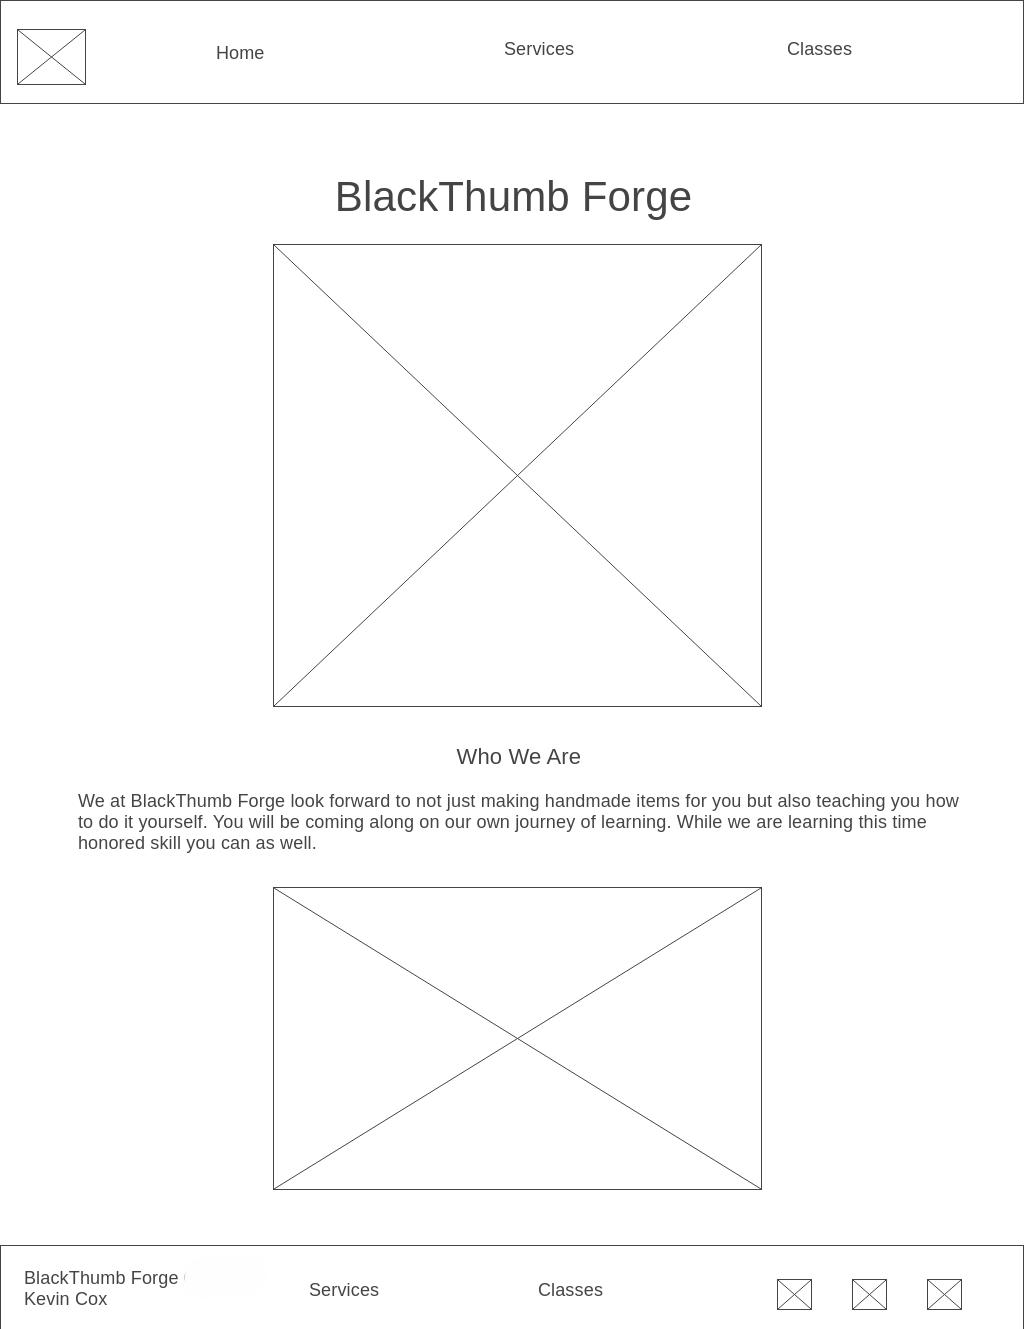 Home
Services
Classes
BlackThumb Forge
Who We Are
We at BlackThumb Forge look forward to not just making handmade items for you but also teaching you how
to do it yourself. You will be coming along on our own journey of learning. While we are learning this time
honored skill you can as well.
BlackThumb Forge
Kevin Cox
Services
Classes